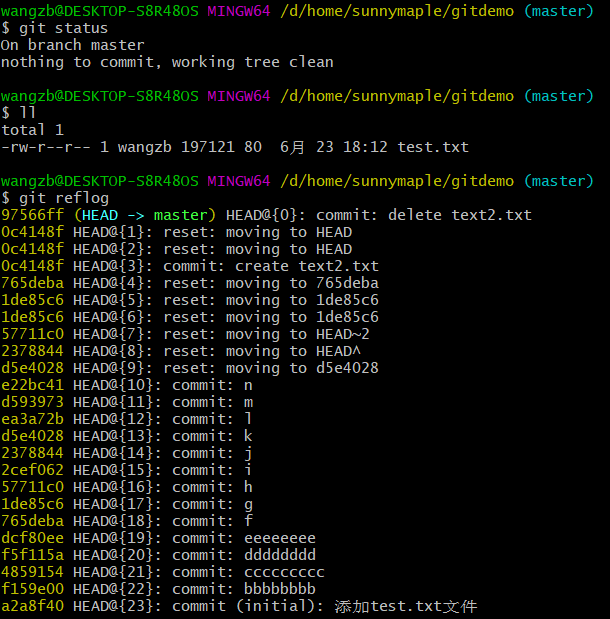 wangzb@DESKTOP-S8R48OS MINGW64 /d/home/sunnymaple/gitdemo (master)
$ git status
On branch master
nothing to commit, working tree clean
wangzb@DESKTOP-S8R48OS MINGW64 /d/home/sunnymaple/gitdemo (master)
$ ll
total 1
-rw-r--r-- 1 wangzb 197121 80  6月 23 18:12 test.txt
wangzb@DESKTOP-S8R48OS MINGW64 /d/home/sunnymaple/gitdemo (master)
$ git reflog
97566ff (HEAD -> master) HEAD@{0}: commit: delete text2.txt
0c4148f HEAD@{1}: reset: moving to HEAD
0c4148f HEAD@{2}: reset: moving to HEAD
0c4148f HEAD@{3}: commit: create text2.txt
765deba HEAD@{4}: reset: moving to 765deba
1de85c6 HEAD@{5}: reset: moving to 1de85c6
1de85c6 HEAD@{6}: reset: moving to 1de85c6
57711c0 HEAD@{7}: reset: moving to HEAD~2
2378844 HEAD@{8}: reset: moving to HEAD^
d5e4028 HEAD@{9}: reset: moving to d5e4028
e22bc41 HEAD@{10}: commit: n
d593973 HEAD@{11}: commit: m
ea3a72b HEAD@{12}: commit: l
d5e4028 HEAD@{13}: commit: k
2378844 HEAD@{14}: commit: j
2cef062 HEAD@{15}: commit: i
57711c0 HEAD@{16}: commit: h
1de85c6 HEAD@{17}: commit: g
765deba HEAD@{18}: commit: f
dcf80ee HEAD@{19}: commit: eeeeeeee
f5f115a HEAD@{20}: commit: dddddddd
4859154 HEAD@{21}: commit: ccccccccc
f159e00 HEAD@{22}: commit: bbbbbbbb
a2a8f40 HEAD@{23}: commit (initial): 添加test.txt文件